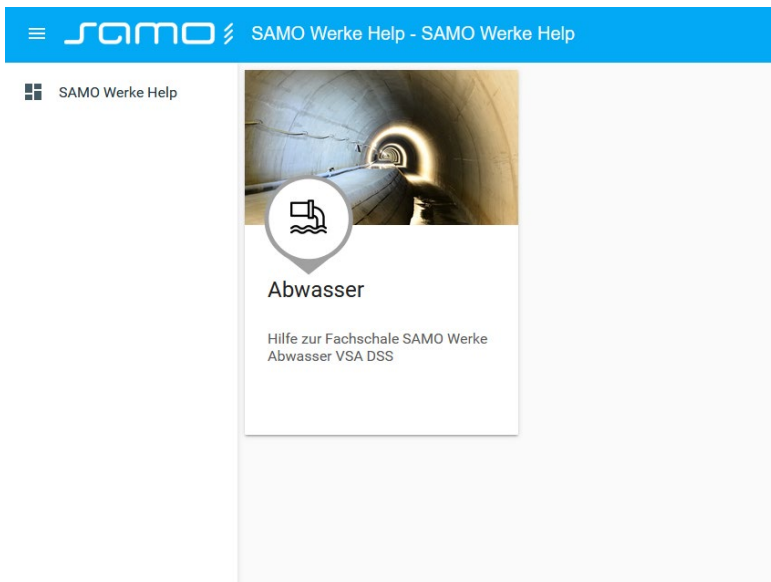 samo
SAMO Werke Help - SAMO Werke Help
SAMO Werke Help
Abwasser
Hilfe zur Fachschale SAMO Werke
Abwasser VSA DSS